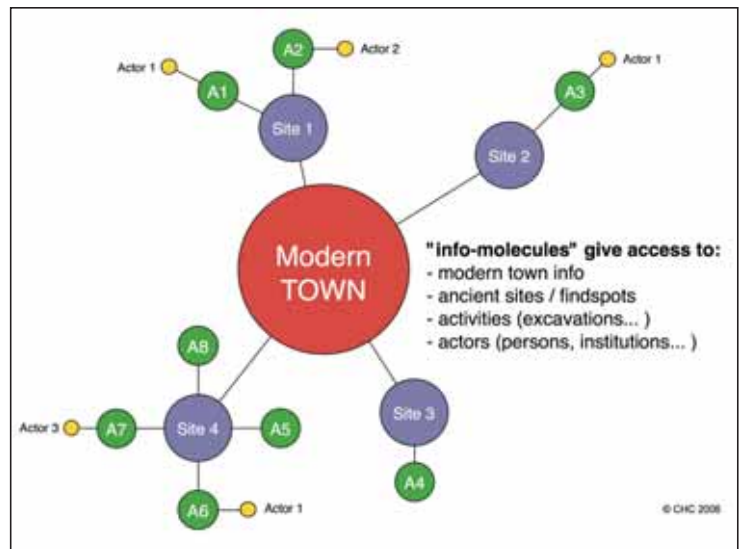 A2
Actor 2
Actor 1
A1
Site 1
Actor 1
A3
Site 2
Modern
TOWN
"info-molecules" give access to:
- modern town info
- ancient sites / findspots
- activities (excavations... )
- actors (persons, institutions... )
A8
Site 3
Actor 3
A7
Site 4
A5
A4
A6
Actor 1
© CHC 2006